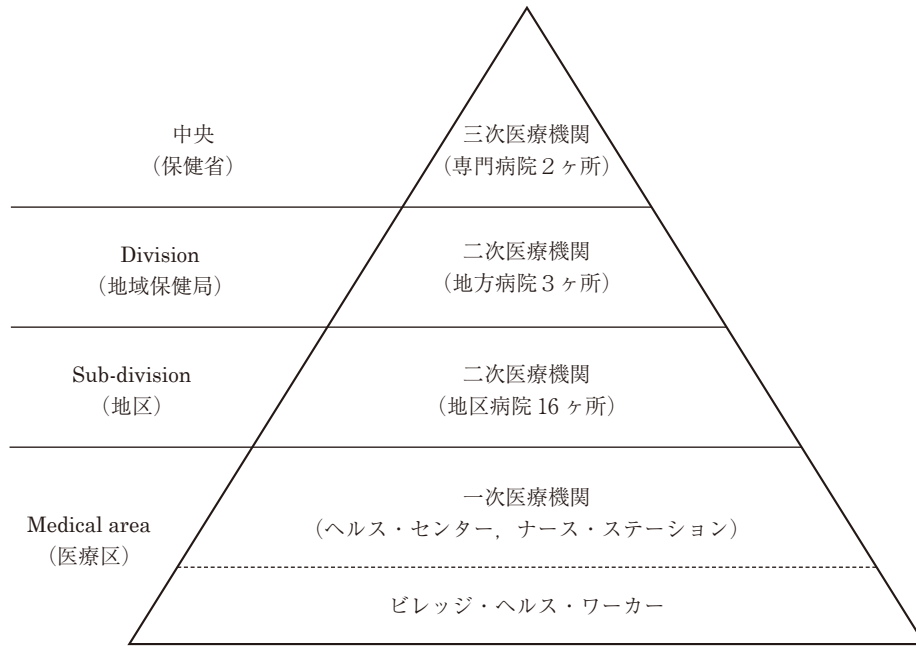 中央
（保健省）
三次医療機関
（専門病院２ヶ所）
Division
（地域保健局）
二次医療機関
（地方病院３ヶ所）
Sub-division
（地区）
二次医療機関
（地区病院 16 ヶ所）
Medical area
（医療区）
一次医療機関
（ヘルス・センター，ナース・ステーション）
ビレッジ・ヘルス・ワーカー